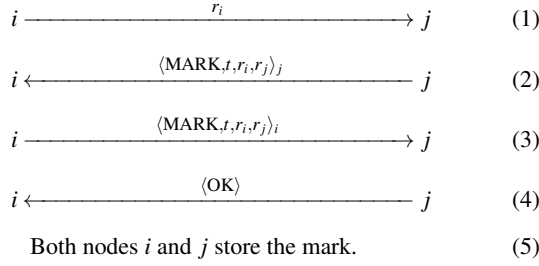 r_i
i ⟶ j (1)
⟨MARK,t,r_i,r_j⟩_j
i ⟵ j (2)
⟨MARK,t,r_i,r_j⟩_i
i ⟶ j (3)
⟨OK⟩
i ⟵ j (4)
Both nodes i and j store the mark. (5)